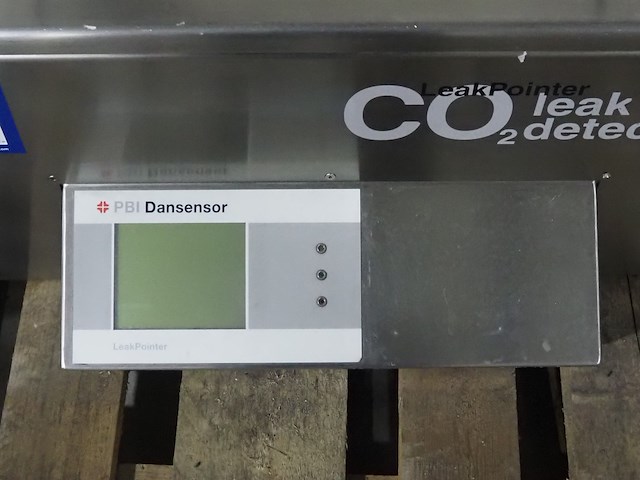 LeakPointer
CO2 leak
detec
PBI Dansensor
LeakPointer